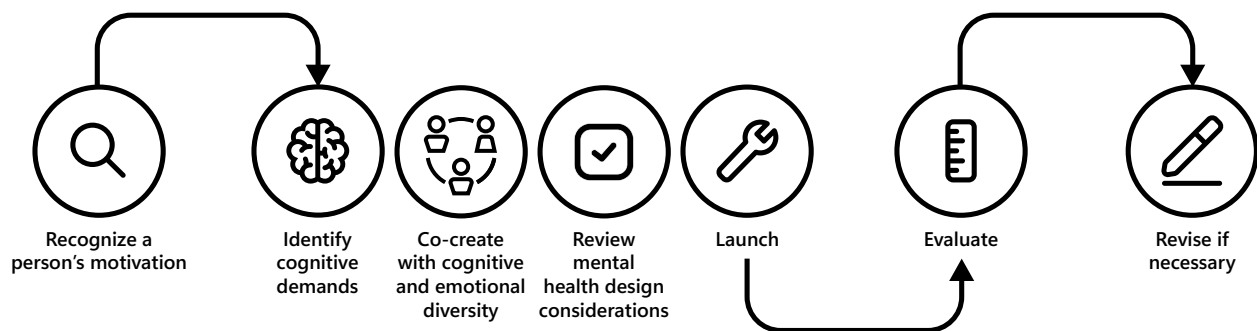 Recognize a
person's motivation
Identify
cognitive
demands
Co-create
with cognitive
and emotional
diversity
Review
mental
health design
considerations
Launch
Evaluate
Revise if
necessary